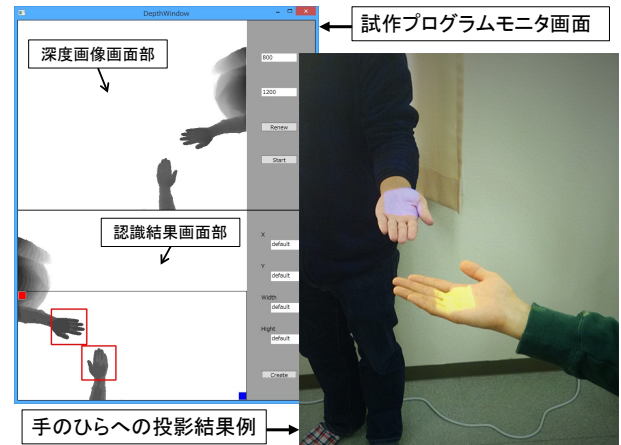 DepthWindow
試作プログラムモニタ画面
深度画像画面部
800
1200
Renew
Start
認識結果画面部
X
default
Y
default
Width
default
Hight
default
Create
手のひらへの投影結果例